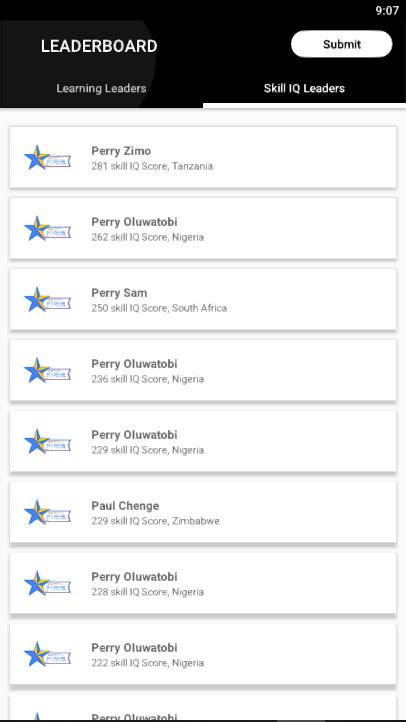 9:07
LEADERBOARD
Submit
Learning Leaders
Skill IQ Leaders
Perry Zimo
281 skill IQ Score, Tanzania
Perry Oluwatobi
262 skill IQ Score, Nigeria
Perry Sam
250 skill IQ Score, South Africa
Perry Oluwatobi
236 skill IQ Score, Nigeria
Perry Oluwatobi
229 skill IQ Score, Nigeria
Paul Chenge
229 skill IQ Score, Zimbabwe
Perry Oluwatobi
228 skill IQ Score, Nigeria
Perry Oluwatobi
222 skill IQ Score, Nigeria
Perry Oluwatobi